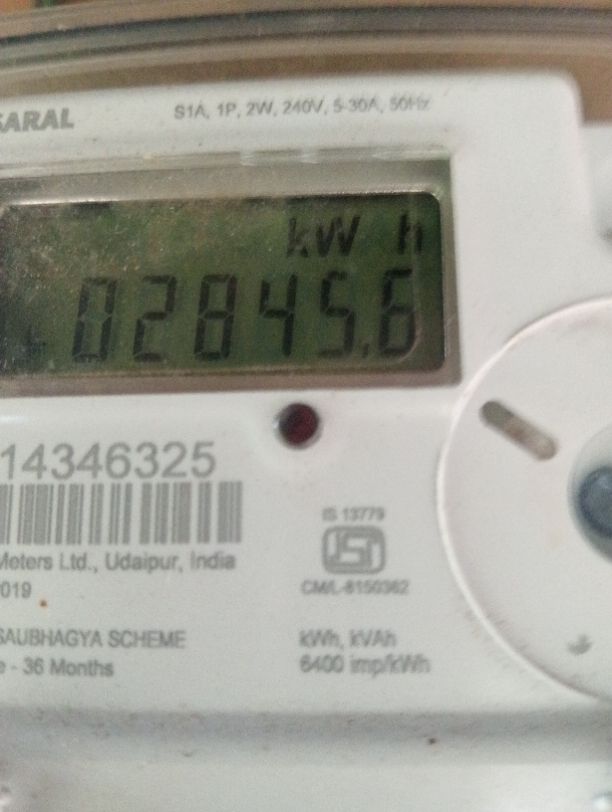 SARAL
S1A, 1P, 2W, 240V, 5-30A, 50Hz
kW h
02845.6
14346325
IS 13779
ISI
Meters Ltd., Udaipur, India
CM/L-8150362
019
SAUBHAGYA SCHEME
kWh, kVAh
e - 36 Months
6400 imp/kWh